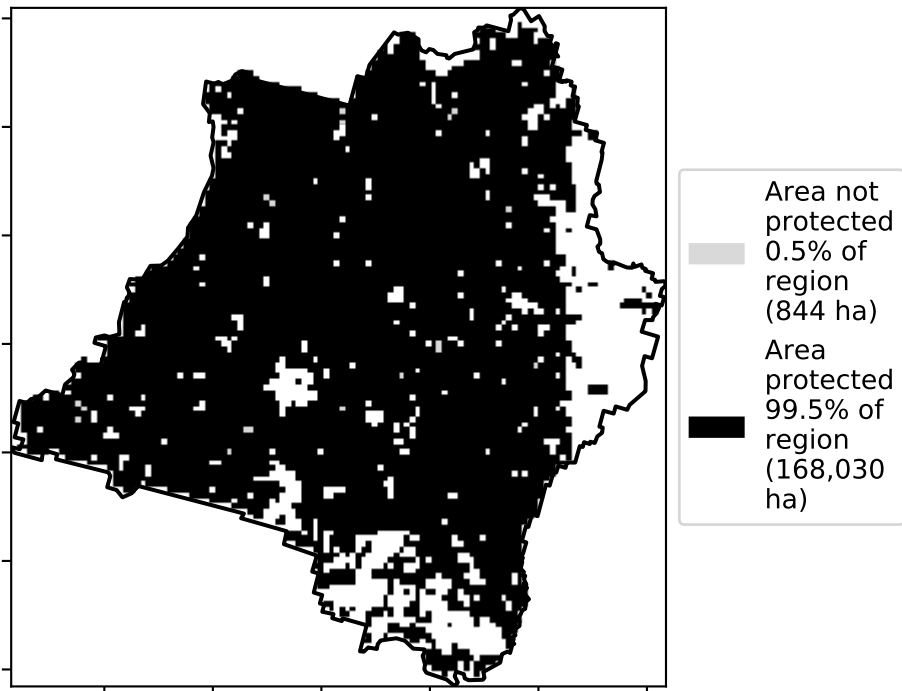 Area not
protected
0.5% of
region
(844 ha)
Area
protected
99.5% of
region
(168,030
ha)